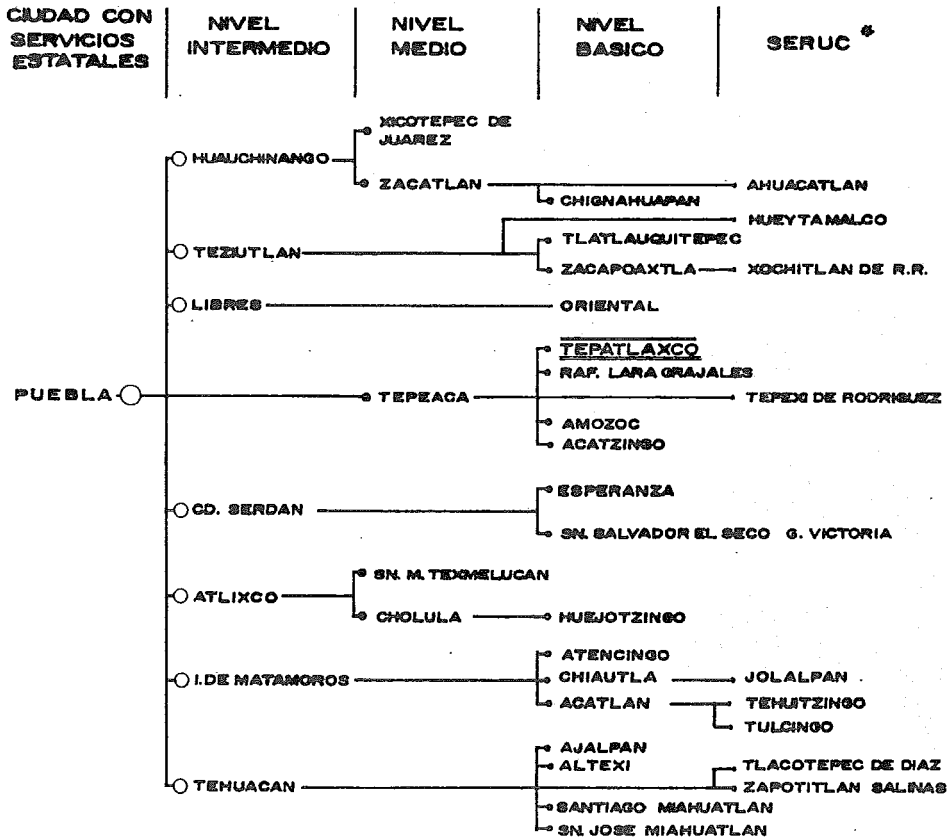 CIUDAD CON
SERVICIOS
ESTATALES
NIVEL
INTERMEDIO
NIVEL
MEDIO
NIVEL
BASICO
SERUC *
XICOTEPEC DE
JUAREZ
HUAUCHINANGO
ZACATLAN
AHUACATLAN
CHIGNAHUAPAN
HUEYTAMALCO
TLATLAUQUITEPEC
TEZIUTLAN
ZACAPOAXTLA
XOCHITLAN DE R.R.
LIBRES
ORIENTAL
TEPATLAXCO
RAF. LARA GRAJALES
PUEBLA
TEPEACA
TEPEXI DE RODRIGUEZ
AMOZOC
ACATZINGO
ESPERANZA
CD. SERDAN
SN. SALVADOR EL SECO G. VICTORIA
SN. M. TEXMELUCAN
ATLIXCO
CHOLULA
HUEJOTZINGO
ATENCINGO
I. DE MATAMOROS
CHIAUTLA
JOLALPAN
ACATLAN
TEHUITZINGO
TULCINGO
AJALPAN
ALTEXI
TLACOTEPEC DE DIAZ
TEHUACAN
ZAPOTITLAN SALINAS
SANTIAGO MIAHUATLAN
SN. JOSE MIAHUATLAN